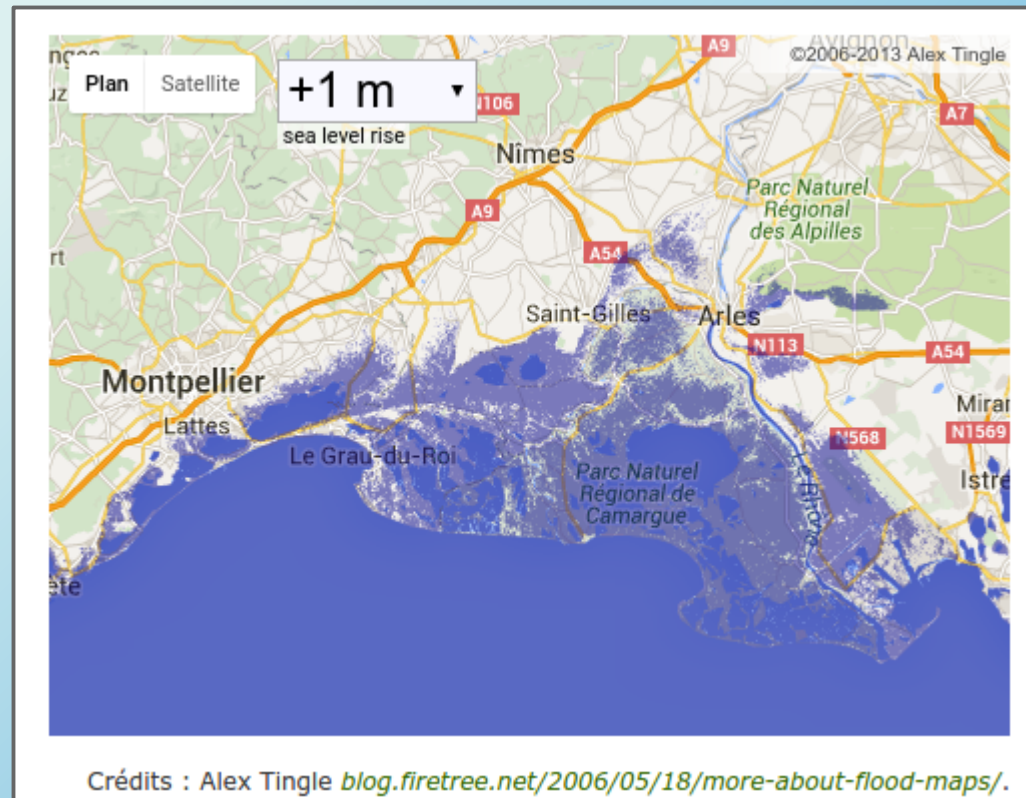 Avignon
©2006-2013 Alex Tingle
A9
Plan
Satellite
+1 m
N106
A7
sea level rise
Nîmes
Parc Naturel
Régional
des Alpilles
A9
A54
Saint-Gilles
Arles
N113
A54
Montpellier
Lattes
N568
N1569
Le Grau-du-Roi
Parc Naturel
Régional de
Camargue
Le Rhône
Crédits : Alex Tingle blog.firetree.net/2006/05/18/more-about-flood-maps/.